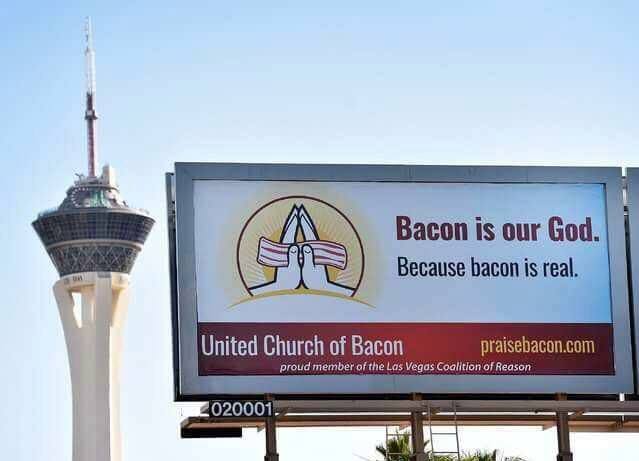 Bacon is our God.
Because bacon is real.
United Church of Bacon
praisebacon.com
proud member of the Las Vegas Coalition of Reason
020001